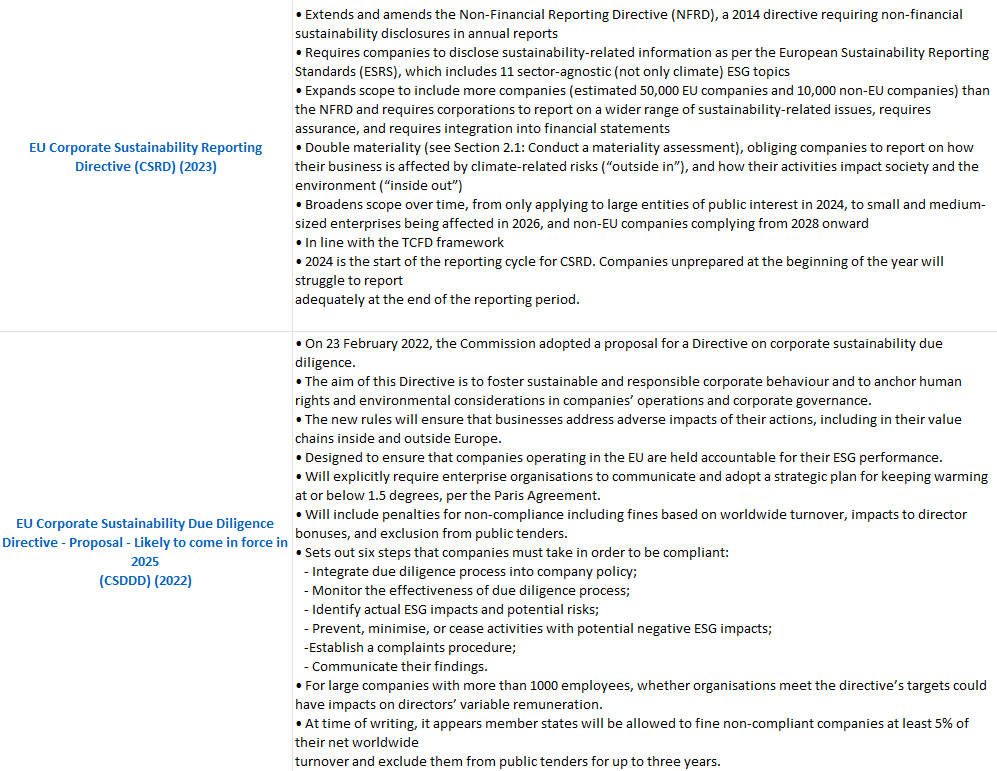 • Extends and amends the Non-Financial Reporting Directive (NFRD), a 2014 directive requiring non-financial
sustainability disclosures in annual reports
• Requires companies to disclose sustainability-related information as per the European Sustainability Reporting
Standards (ESRS), which includes 11 sector-agnostic (not only climate) ESG topics
• Expands scope to include more companies (estimated 50,000 EU companies and 10,000 non-EU companies) than
the NFRD and requires corporations to report on a wider range of sustainability-related issues, requires
assurance, and requires integration into financial statements
EU Corporate Sustainability Reporting
Directive (CSRD) (2023)
• Double materiality (see Section 2.1: Conduct a materiality assessment), obliging companies to report on how
their business is affected by climate-related risks (“outside in”), and how their activities impact society and the
environment (“inside out”)
• Broadens scope over time, from only applying to large entities of public interest in 2024, to small and medium-
sized enterprises being affected in 2026, and non-EU companies complying from 2028 onward
• In line with the TCFD framework
• 2024 is the start of the reporting cycle for CSRD. Companies unprepared at the beginning of the year will
struggle to report
adequately at the end of the reporting period.
• On 23 February 2022, the Commission adopted a proposal for a Directive on corporate sustainability due
diligence.
• The aim of this Directive is to foster sustainable and responsible corporate behaviour and to anchor human
rights and environmental considerations in companies’ operations and corporate governance.
• The new rules will ensure that businesses address adverse impacts of their actions, including in their value
chains inside and outside Europe.
• Designed to ensure that companies operating in the EU are held accountable for their ESG performance.
• Will explicitly require enterprise organisations to communicate and adopt a strategic plan for keeping warming
at or below 1.5 degrees, per the Paris Agreement.
• Will include penalties for non-compliance including fines based on worldwide turnover, impacts to director
bonuses, and exclusion from public tenders.
EU Corporate Sustainability Due Diligence
Directive - Proposal - Likely to come in force in
2025
(CSDDD) (2022)
• Sets out six steps that companies must take in order to be compliant:
- Integrate due diligence process into company policy;
- Monitor the effectiveness of due diligence process;
- Identify actual ESG impacts and potential risks;
- Prevent, minimise, or cease activities with potential negative ESG impacts;
-Establish a complaints procedure;
- Communicate their findings.
• For large companies with more than 1000 employees, whether organisations meet the directive’s targets could
have impacts on directors’ variable remuneration.
• At time of writing, it appears member states will be allowed to fine non-compliant companies at least 5% of
their net worldwide
turnover and exclude them from public tenders for up to three years.